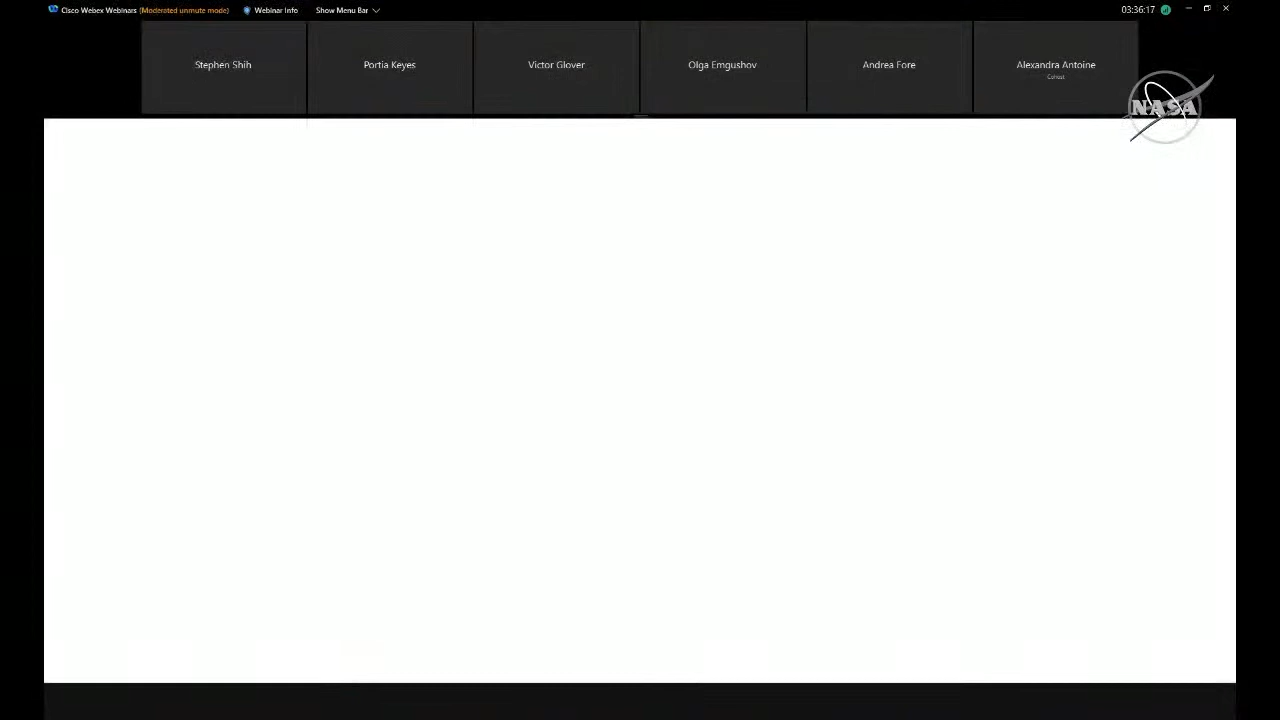 Cisco Webex Webinars (Moderated unmute mode) Webinar Info Show Menu Bar 03:36:17
Stephen Shih Portia Keyes Victor Glover Olga Emgushov Andrea Fore Alexandra Antoine
Cohost
NASA